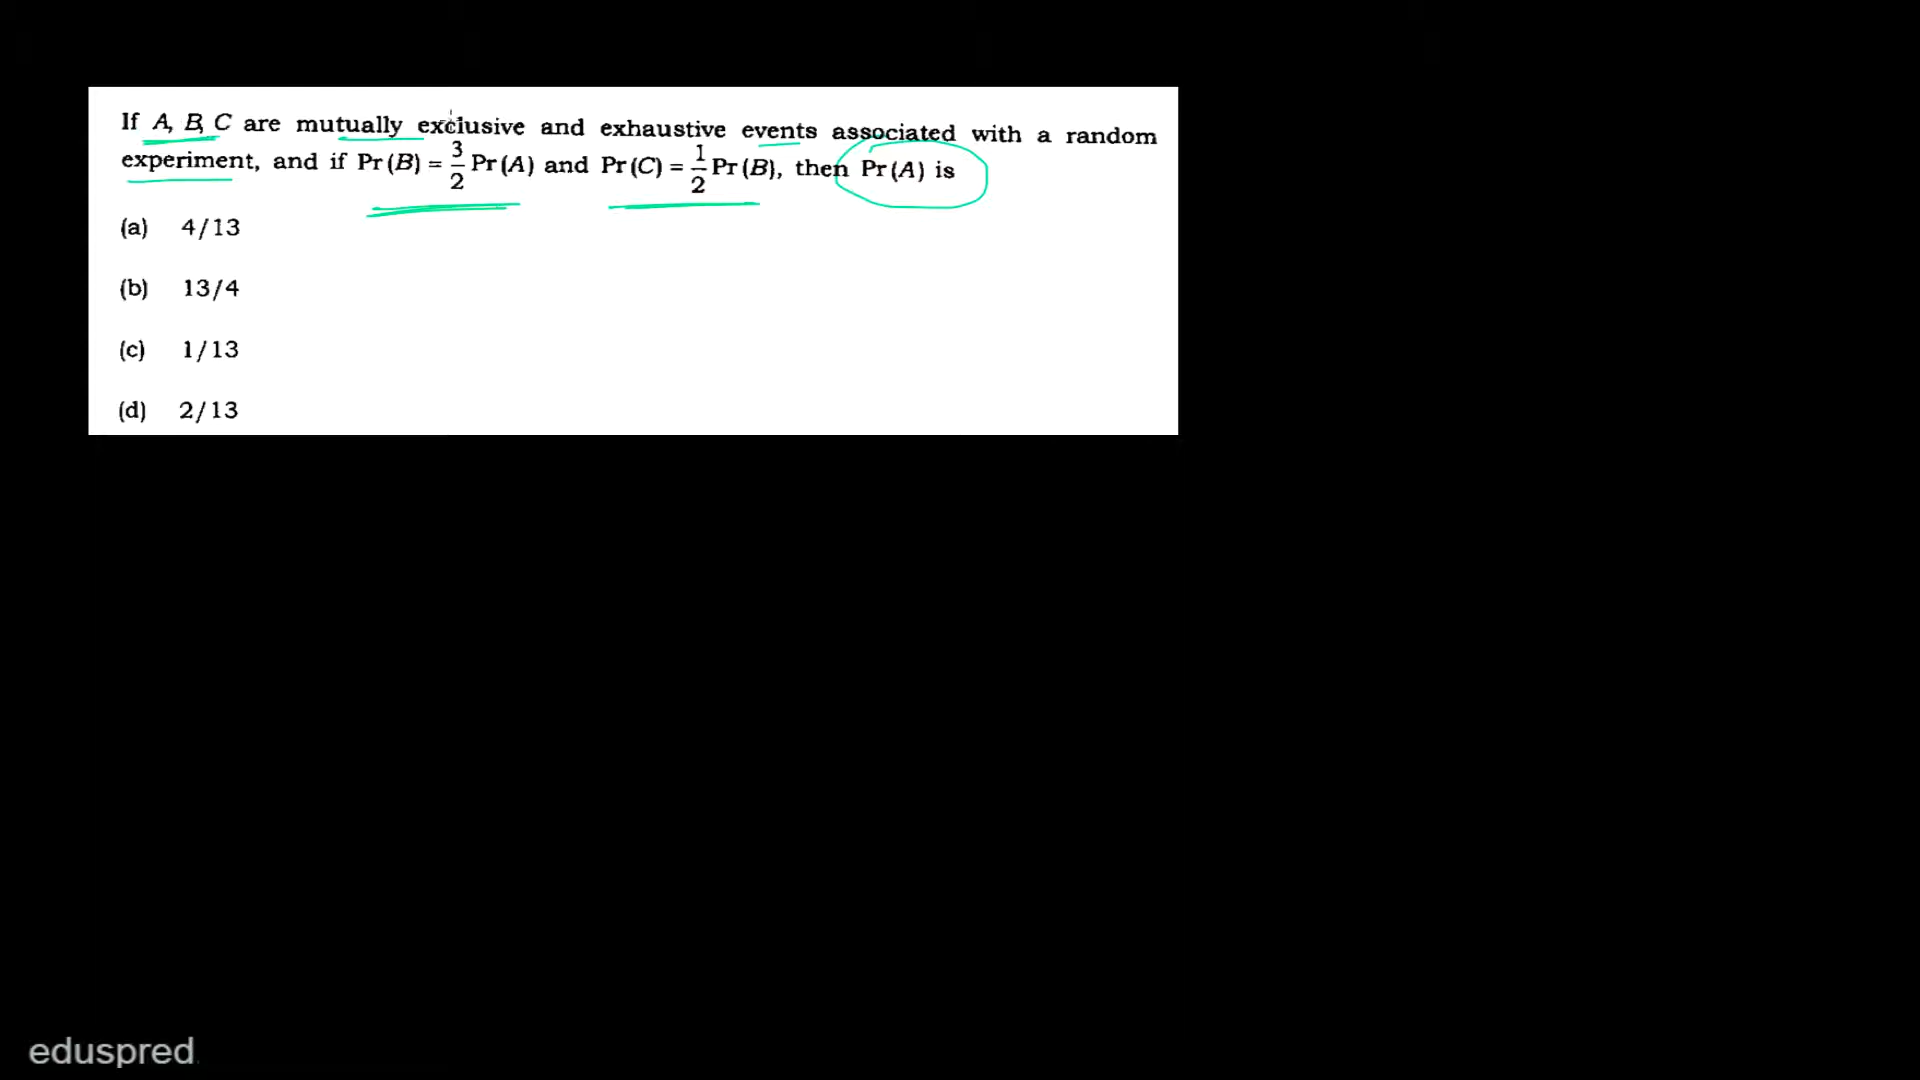 If A, B, C are mutually exclusive and exhaustive events associated with a random
experiment, and if Pr(B) = 3/2 Pr(A) and Pr(C) = 1/2 Pr(B), then Pr(A) is
(a) 4/13
(b) 13/4
(c) 1/13
(d) 2/13
eduspred